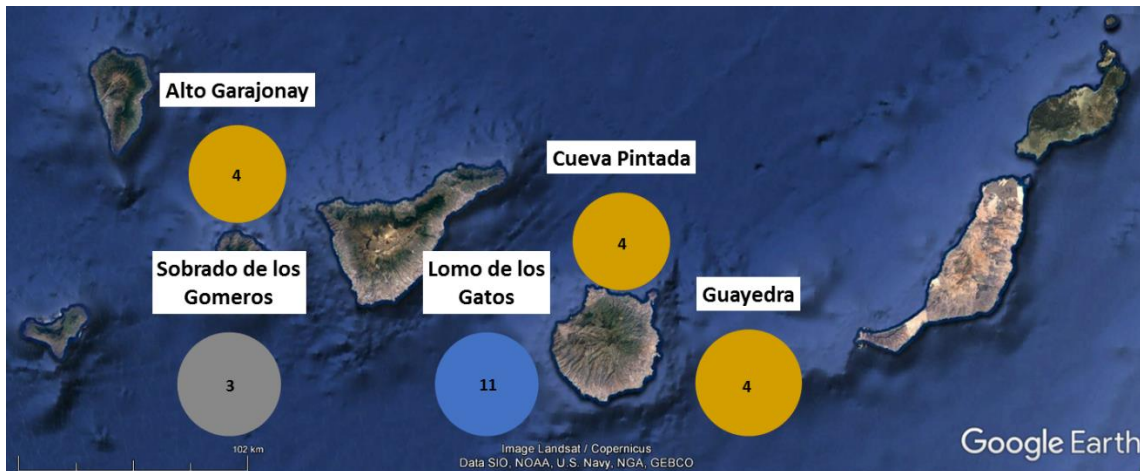 Alto Garajonay
4
Cueva Pintada
4
Sobrado de los
Gomeros
3
Lomo de los
Gatos
11
Guayedra
4
102 km
Image Landsat / Copernicus
Data SIO, NOAA, U.S. Navy, NGA, GEBCO
Google Earth